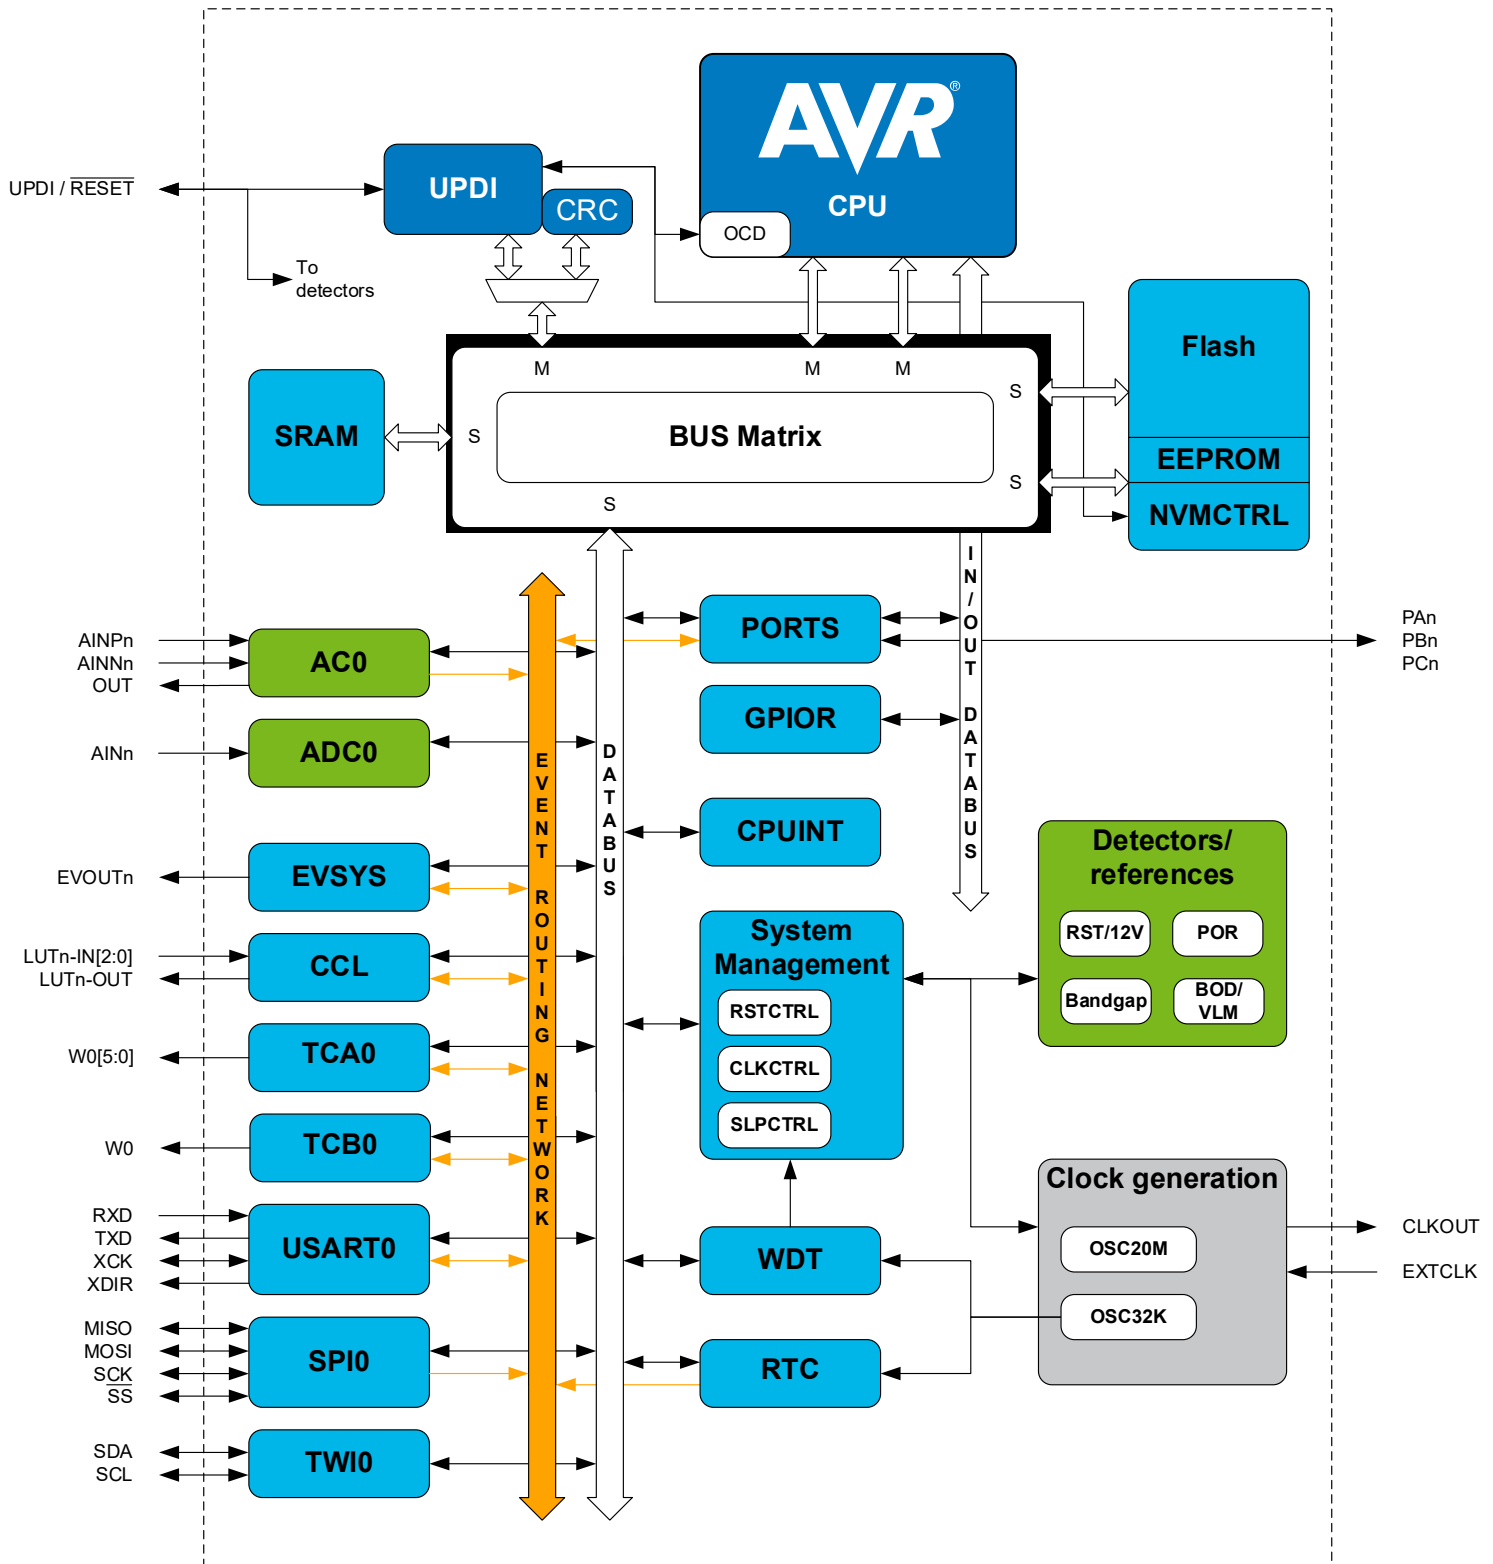 AVR®
CPU
OCD
UPDI
CRC
UPDI / RESET
To
detectors
M
M
M
S
S
S
S
BUS Matrix
SRAM
Flash
EEPROM
NVMCTRL
IN/OUT DATABUS
DATABUS
EVENT ROUTING NETWORK
AINPn
AINNn
OUT
AC0
AINn
ADC0
EVOUTn
EVSYS
LUTn-IN[2:0]
LUTn-OUT
CCL
W0[5:0]
TCA0
W0
TCB0
RXD
TXD
XCK
XDIR
USART0
MISO
MOSI
SCK
SS
SPI0
SDA
SCL
TWI0
PORTS
GPIOR
CPUINT
PAn
PBn
PCn
System
Management
RSTCTRL
CLKCTRL
SLPCTRL
WDT
RTC
Detectors/
references
RST/12V
POR
Bandgap
BOD/
VLM
Clock generation
OSC20M
OSC32K
CLKOUT
EXTCLK